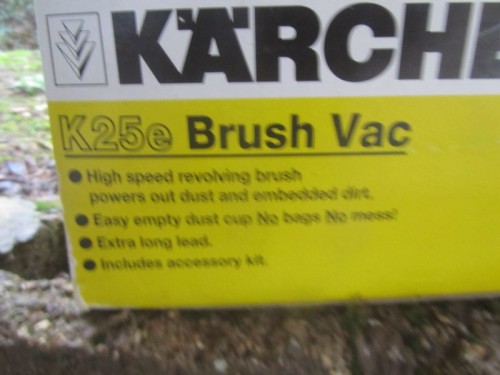 KÄRCHE
K25e Brush Vac
High speed revolving brush
powers out dust and embedded dirt.
Easy empty dust cup No bags No mess!
Extra long lead.
Includes accessory kit.